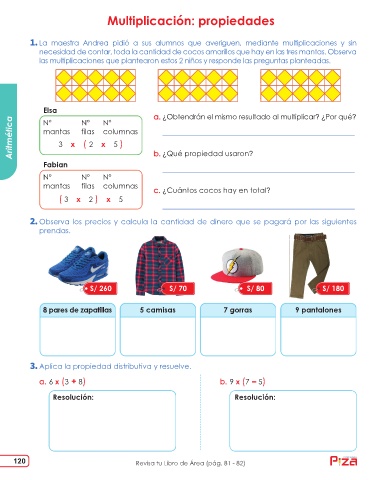 Multiplicación: propiedades
1. La maestra Andrea pidió a sus alumnos que averiguen, mediante multiplicaciones y sin
necesidad de contar, toda la cantidad de cocos amarillos que hay en las tres mantas. Observa
las multiplicaciones que plantearon estos 2 niños y responde las preguntas planteadas.
Elsa
N° N° N°
mantas filas columnas
3 x ( 2 x 5 )
Fabian
N° N° N°
mantas filas columnas
( 3 x 2 ) x 5
a. ¿Obtendrán el mismo resultado al multiplicar? ¿Por qué?
b. ¿Qué propiedad usaron?
c. ¿Cuántos cocos hay en total?
Aritmética
2. Observa los precios y calcula la cantidad de dinero que se pagará por las siguientes
prendas.
S/ 260 S/ 70 S/ 80 S/ 180
8 pares de zapatillas 5 camisas 7 gorras 9 pantalones
3. Aplica la propiedad distributiva y resuelve.
a. 6 x (3 + 8) b. 9 x (7 – 5)
Resolución: Resolución:
120 Revisa tu Libro de Área (pág. 81 - 82)